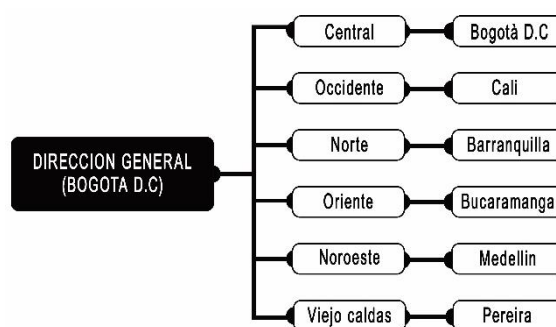 DIRECCION GENERAL
(BOGOTA D.C)
Central
Bogotà D.C
Occidente
Cali
Norte
Barranquilla
Oriente
Bucaramanga
Noroeste
Medellin
Viejo caldas
Pereira